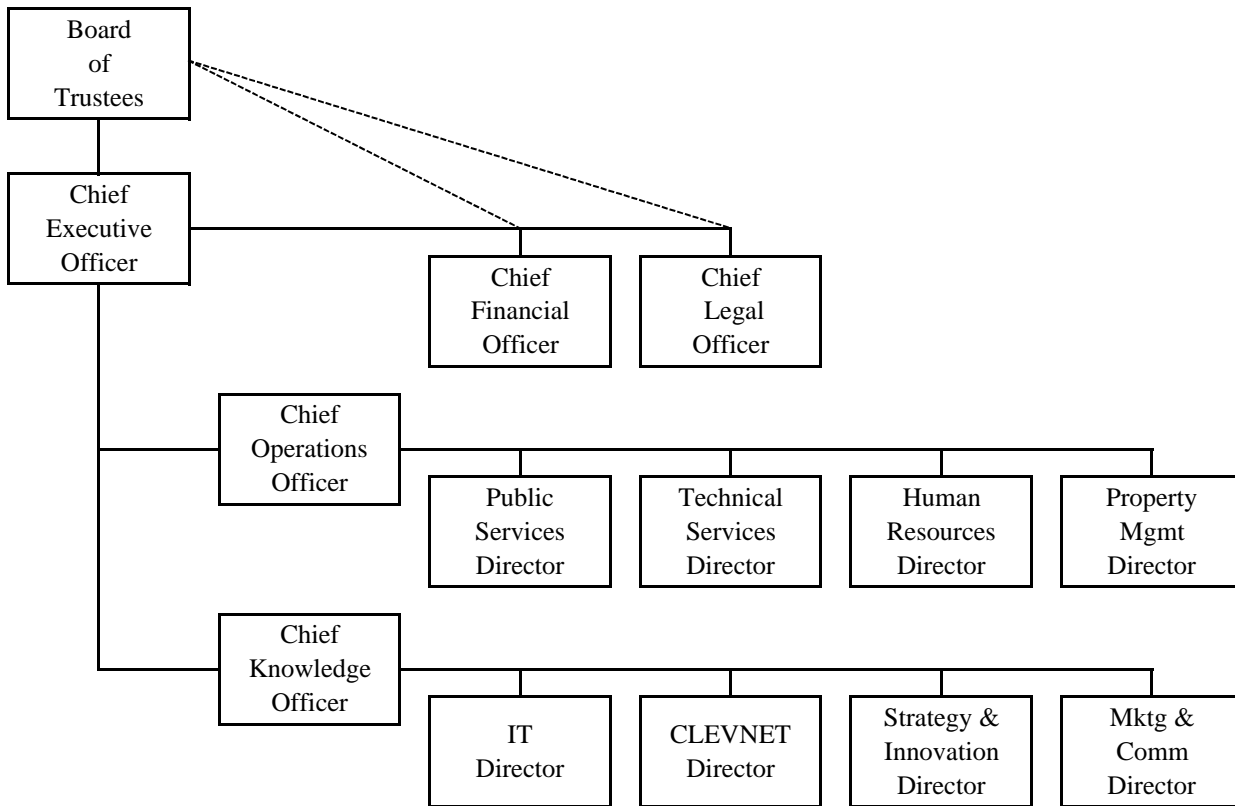 Board
of
Trustees
Chief
Executive
Officer
Chief
Financial
Officer
Chief
Legal
Officer
Chief
Operations
Officer
Public
Services
Director
Technical
Services
Director
Human
Resources
Director
Property
Mgmt
Director
Chief
Knowledge
Officer
IT
Director
CLEVNET
Director
Strategy &
Innovation
Director
Mktg &
Comm
Director